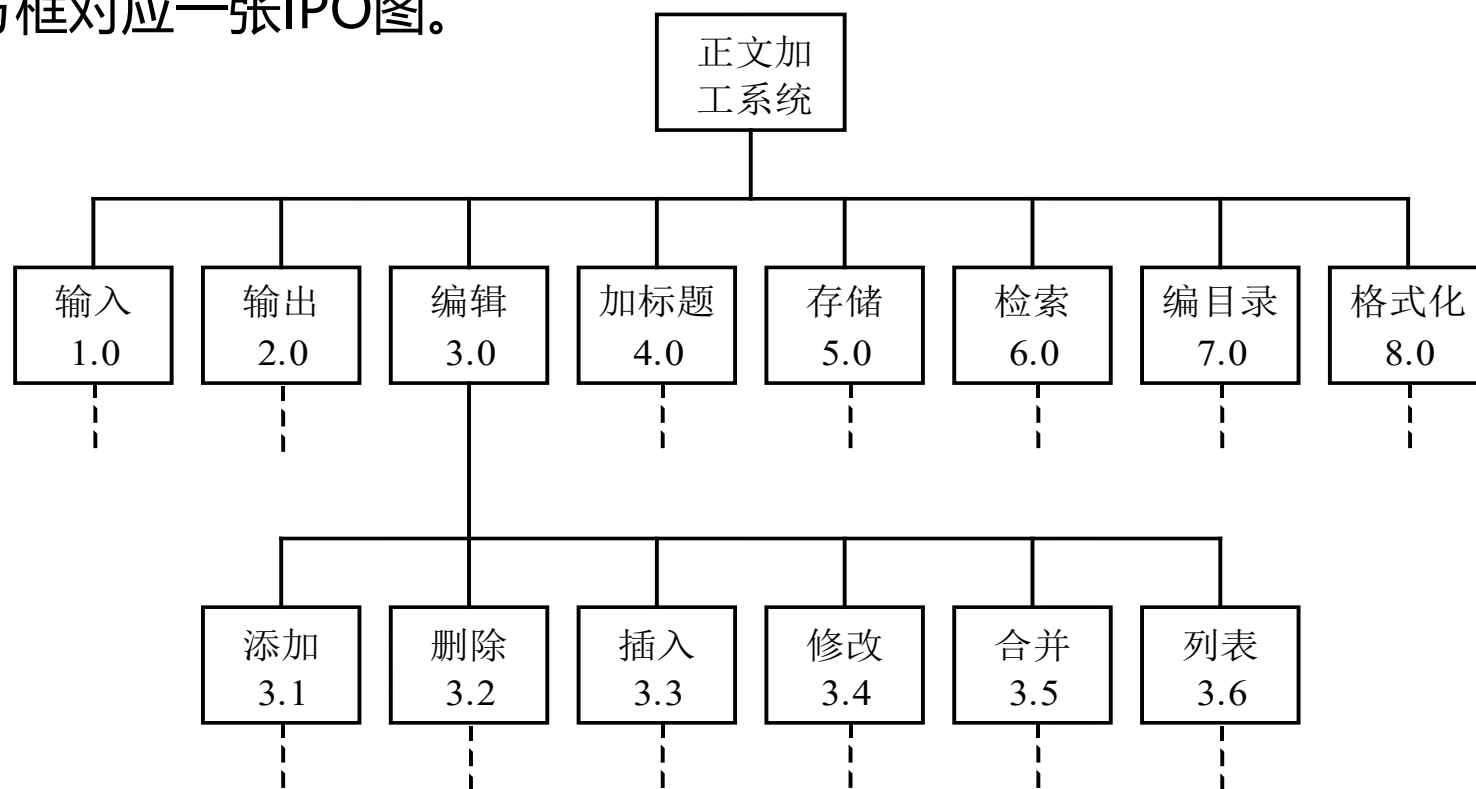 框对应一张IPO图。
正文加
工系统
输入
1.0
输出
2.0
编辑
3.0
加标题
4.0
存储
5.0
检索
6.0
编目录
7.0
格式化
8.0
添加
3.1
删除
3.2
插入
3.3
修改
3.4
合并
3.5
列表
3.6